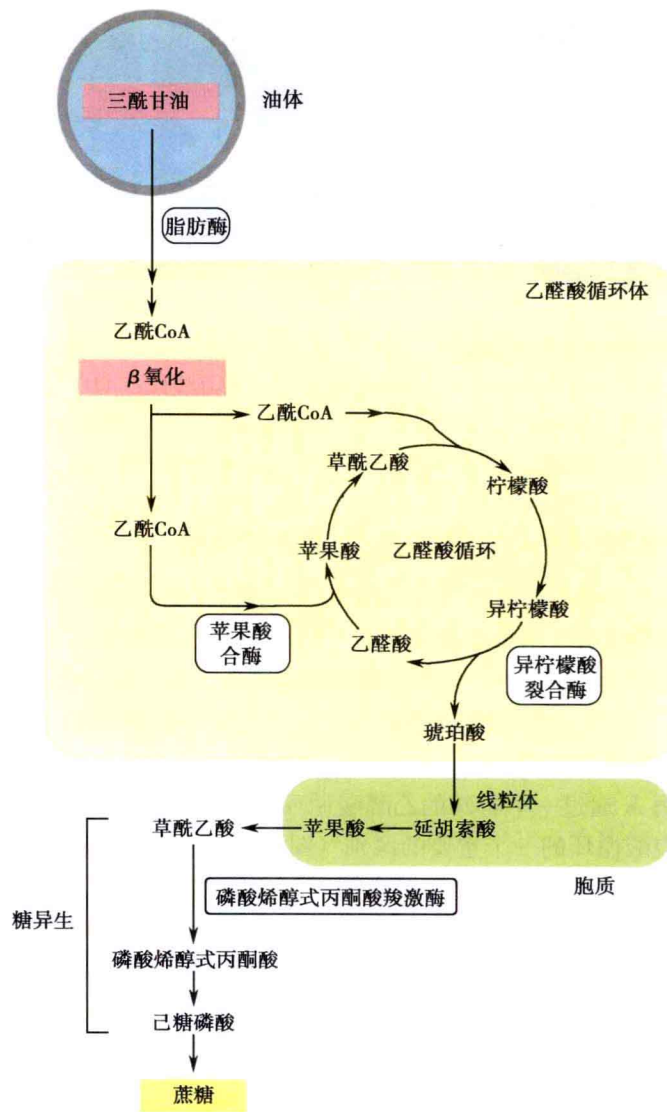 三酰甘油
油体
脂肪酶
乙醛酸循环体
乙酰CoA
β氧化
乙酰CoA
草酰乙酸
柠檬酸
乙酰CoA
苹果酸
乙醛酸循环
异柠檬酸
苹果酸
合酶
乙醛酸
异柠檬酸
裂合酶
琥珀酸
线粒体
草酰乙酸
苹果酸
延胡索酸
胞质
糖异生
磷酸烯醇式丙酮酸羧激酶
磷酸烯醇式丙酮酸
己糖磷酸
蔗糖